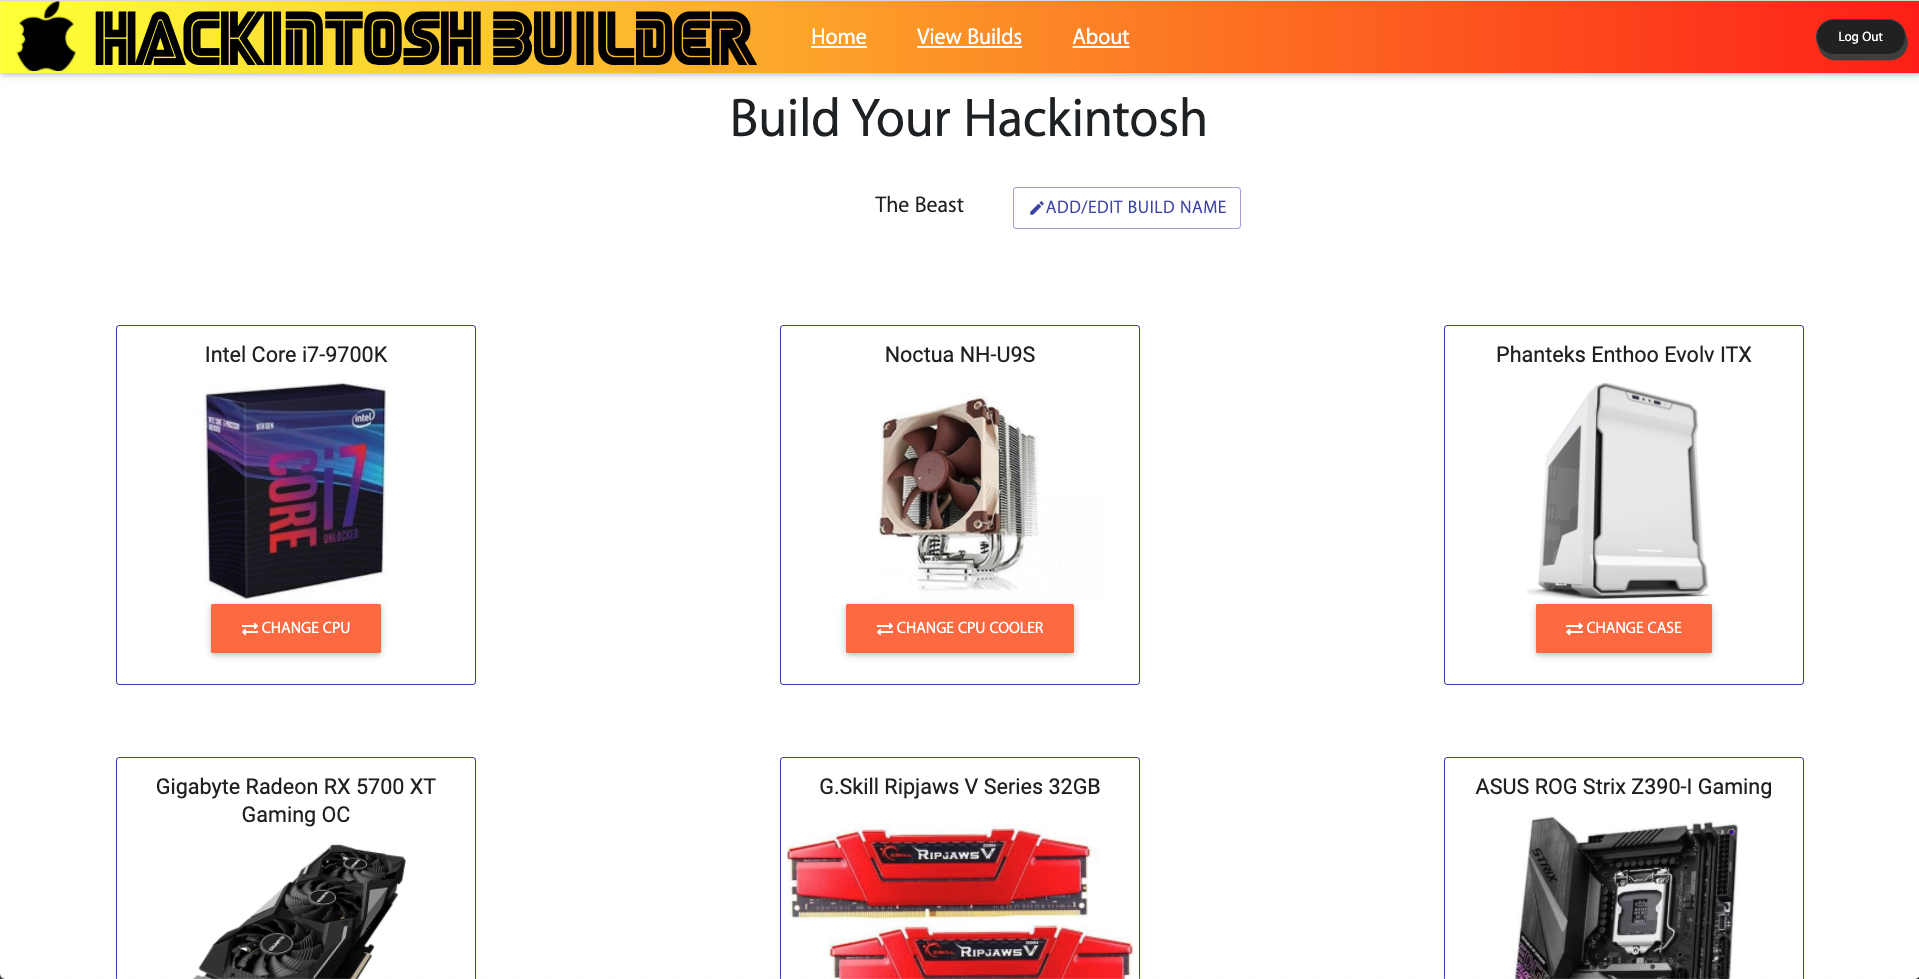 HACKINTOSH BUILDER
Home
View Builds
About
Log Out
Build Your Hackintosh
The Beast
ADD/EDIT BUILD NAME
Intel Core i7-9700K
Noctua NH-U9S
Phanteks Enthoo Evolv ITX
intel
9TH GEN
CORE i7
UNLOCKED
CHANGE CPU
CHANGE CPU COOLER
CHANGE CASE
Gigabyte Radeon RX 5700 XT
Gaming OC
G.Skill Ripjaws V Series 32GB
ASUS ROG Strix Z390-I Gaming
RIPJAWS V
STRIX
RIPJAWS V